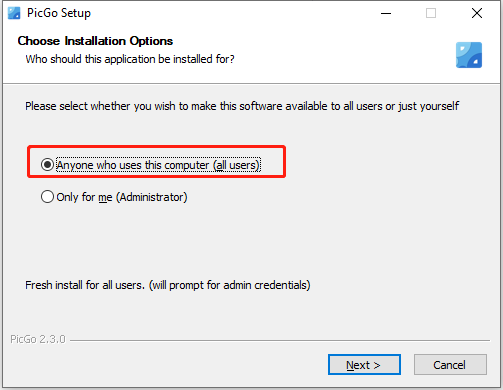 PicGo Setup
Choose Installation Options
Who should this application be installed for?
Please select whether you wish to make this software available to all users or just yourself
Anyone who uses this computer (all users)
Only for me (Administrator)
Fresh install for all users. (will prompt for admin credentials)
PicGo 2.3.0
Next >
Cancel